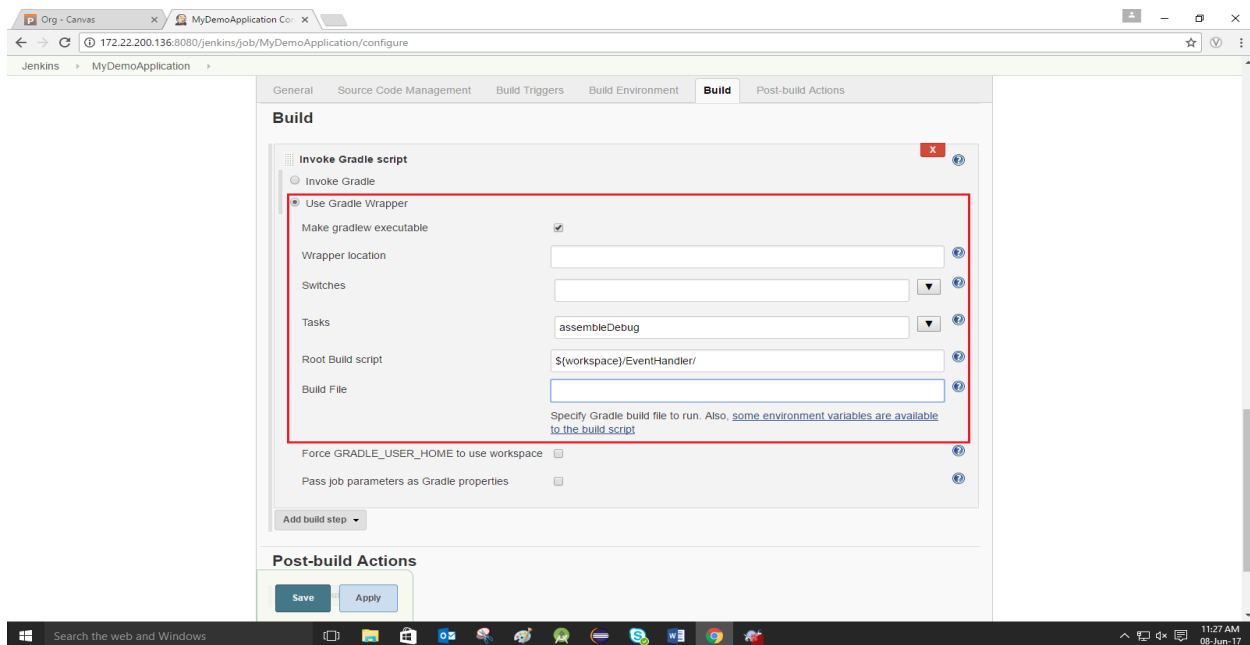 Org - Canvas
MyDemoApplication Con
172.22.200.136:8080/jenkins/job/MyDemoApplication/configure
Jenkins MyDemoApplication
General Source Code Management Build Triggers Build Environment Build Post-build Actions
Build
Invoke Gradle script
X
Invoke Gradle
Use Gradle Wrapper
Make gradlew executable
Wrapper location
Switches
Tasks assembleDebug
Root Build script ${workspace}/EventHandler/
Build File
Specify Gradle build file to run. Also, some environment variables are available
to the build script
Force GRADLE_USER_HOME to use workspace
Pass job parameters as Gradle properties
Add build step
Post-build Actions
Save Apply
Search the web and Windows
11:27 AM
08-Jun-17